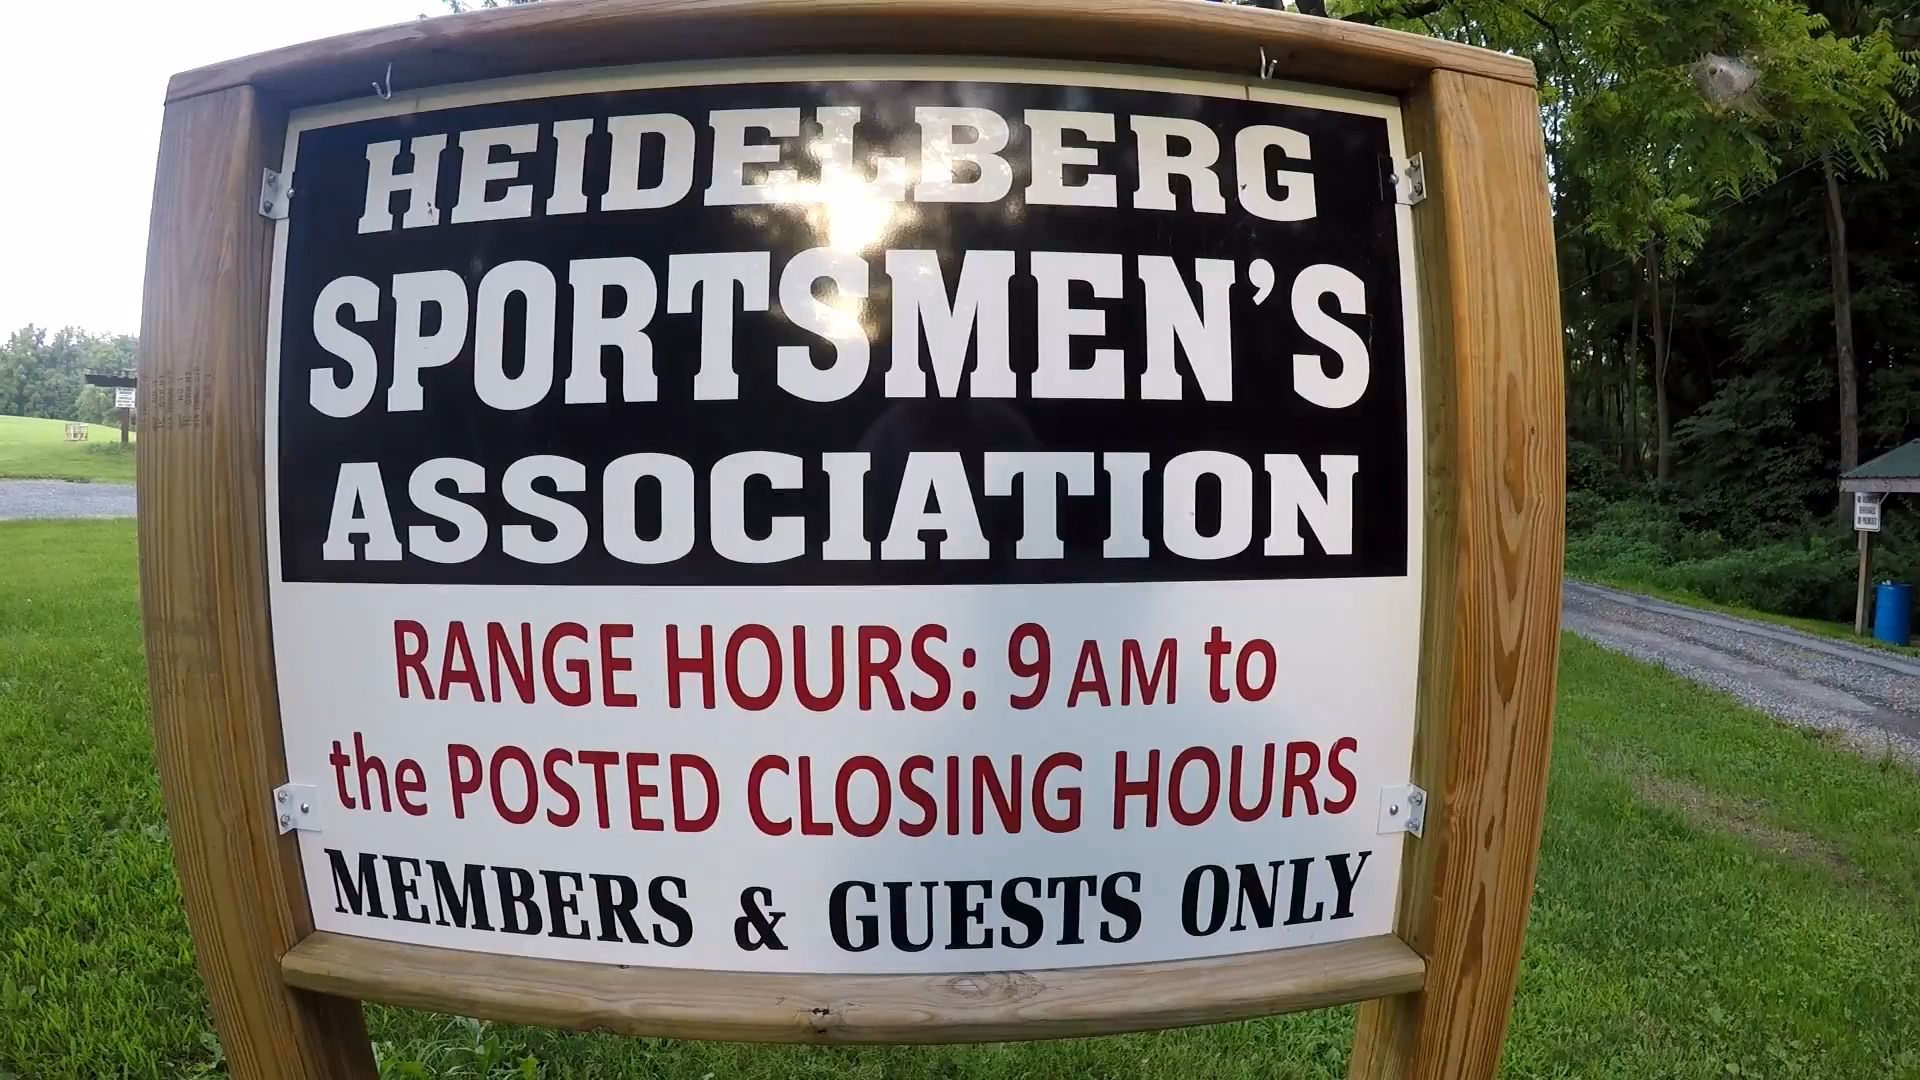 HEIDELBERG
SPORTSMEN'S
ASSOCIATION
RANGE HOURS: 9 AM to
the POSTED CLOSING HOURS
MEMBERS & GUESTS ONLY